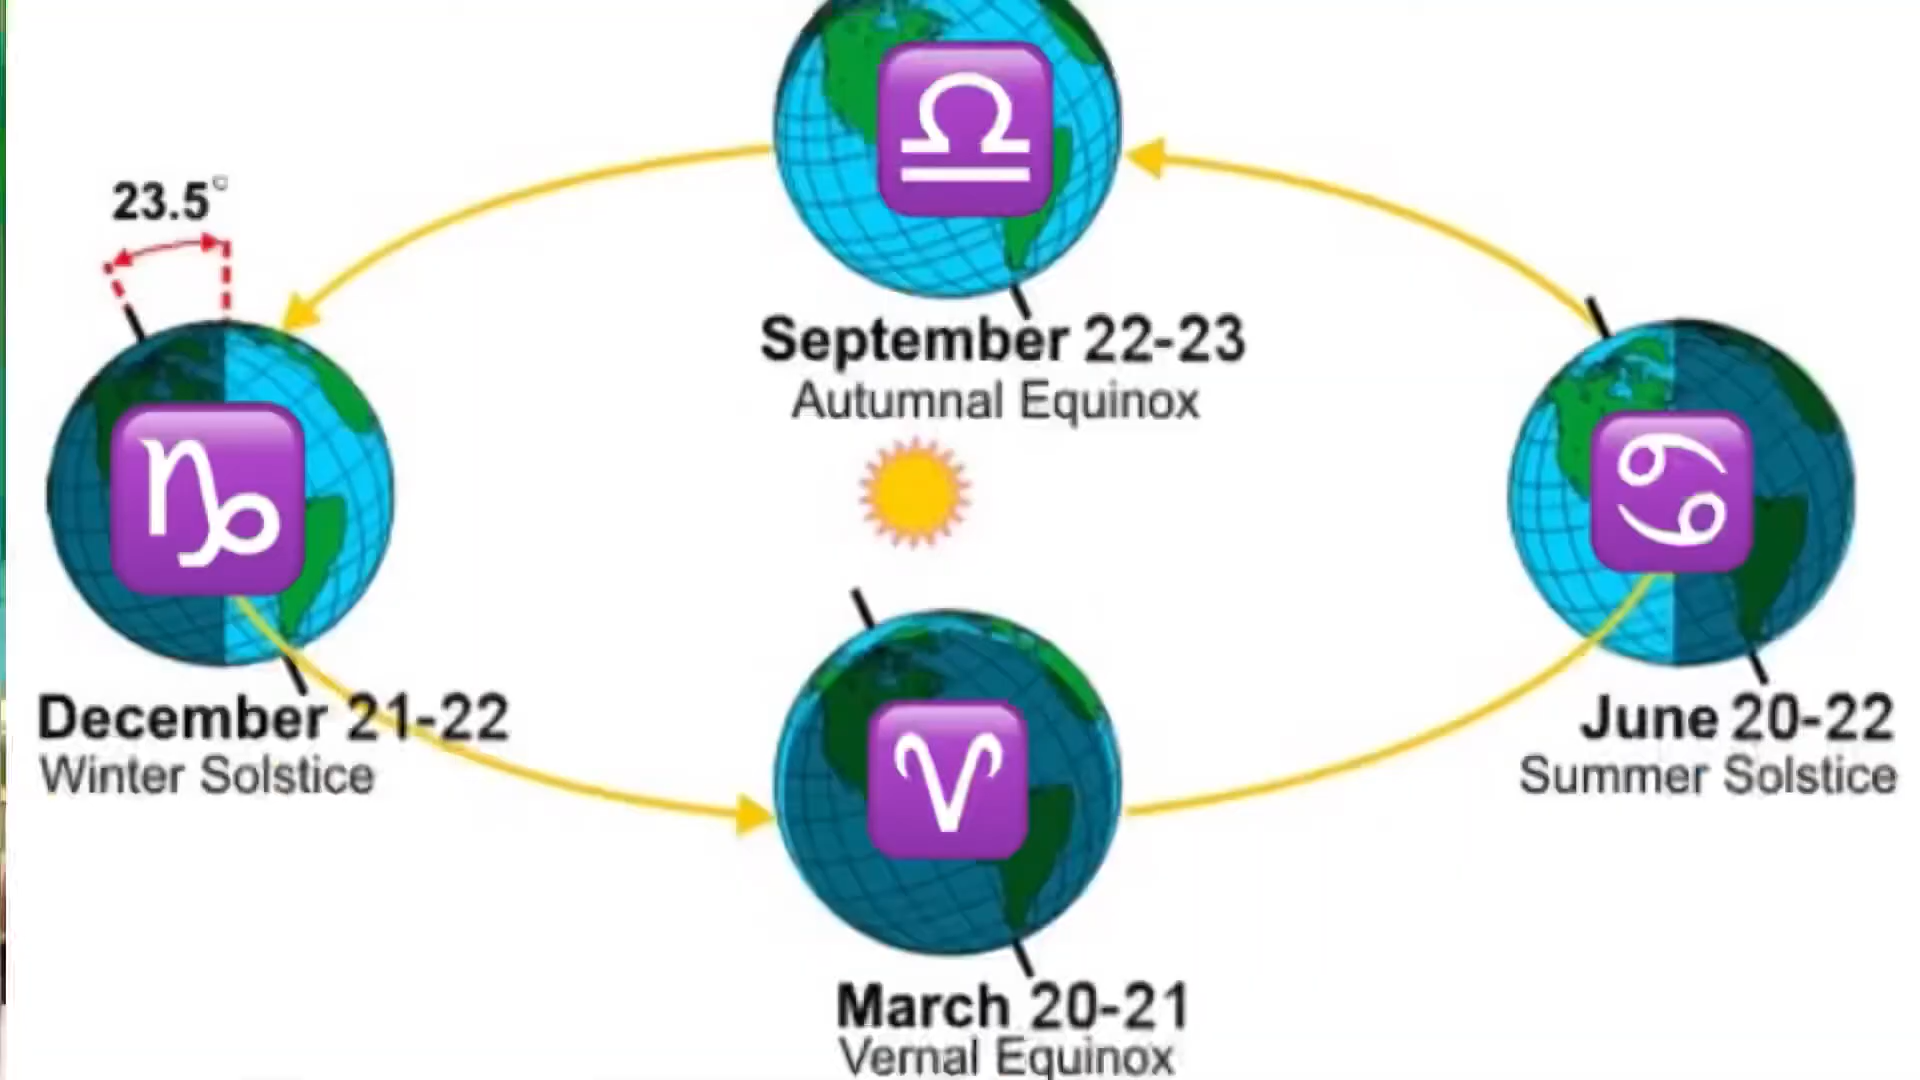 23.5°
September 22-23
Autumnal Equinox
December 21-22
Winter Solstice
June 20-22
Summer Solstice
March 20-21
Vernal Equinox